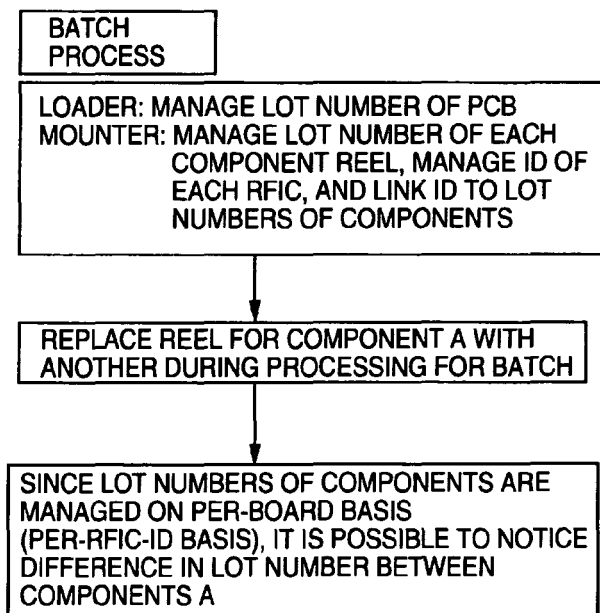 BATCH
PROCESS
LOADER: MANAGE LOT NUMBER OF PCB
MOUNTER: MANAGE LOT NUMBER OF EACH
COMPONENT REEL, MANAGE ID OF
EACH RFIC, AND LINK ID TO LOT
NUMBERS OF COMPONENTS
REPLACE REEL FOR COMPONENT A WITH
ANOTHER DURING PROCESSING FOR BATCH
SINCE LOT NUMBERS OF COMPONENTS ARE
MANAGED ON PER-BOARD BASIS
(PER-RFIC-ID BASIS), IT IS POSSIBLE TO NOTICE
DIFFERENCE IN LOT NUMBER BETWEEN
COMPONENTS A